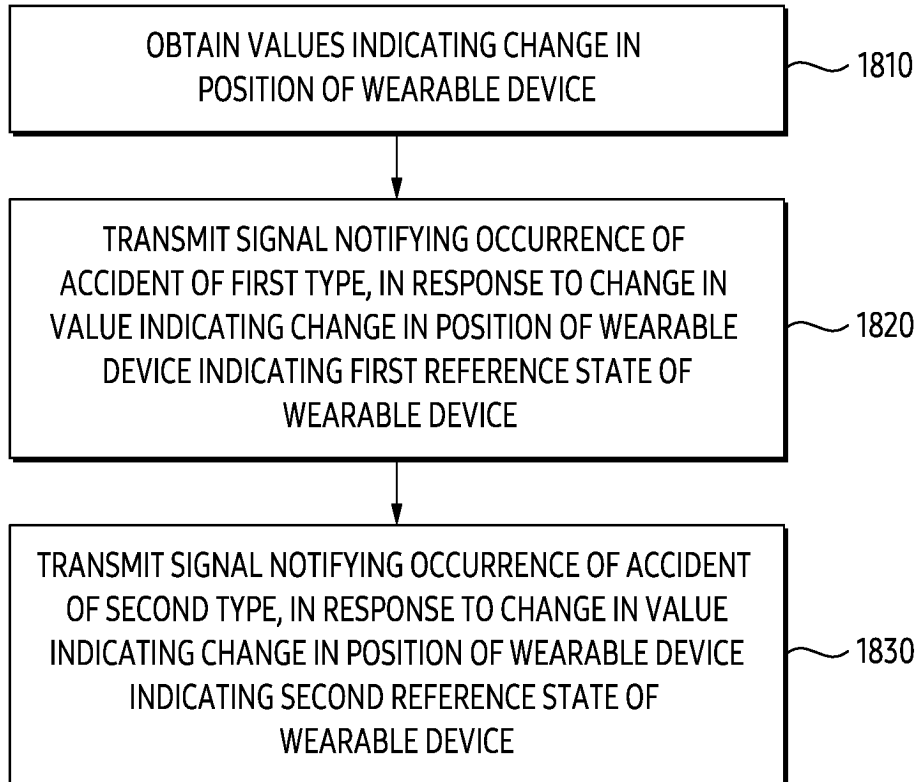 OBTAIN VALUES INDICATING CHANGE IN
POSITION OF WEARABLE DEVICE
1810
TRANSMIT SIGNAL NOTIFYING OCCURRENCE OF
ACCIDENT OF FIRST TYPE, IN RESPONSE TO CHANGE IN
VALUE INDICATING CHANGE IN POSITION OF WEARABLE
DEVICE INDICATING FIRST REFERENCE STATE OF
WEARABLE DEVICE
1820
TRANSMIT SIGNAL NOTIFYING OCCURRENCE OF ACCIDENT
OF SECOND TYPE, IN RESPONSE TO CHANGE IN VALUE
INDICATING CHANGE IN POSITION OF WEARABLE DEVICE
INDICATING SECOND REFERENCE STATE OF
WEARABLE DEVICE
1830